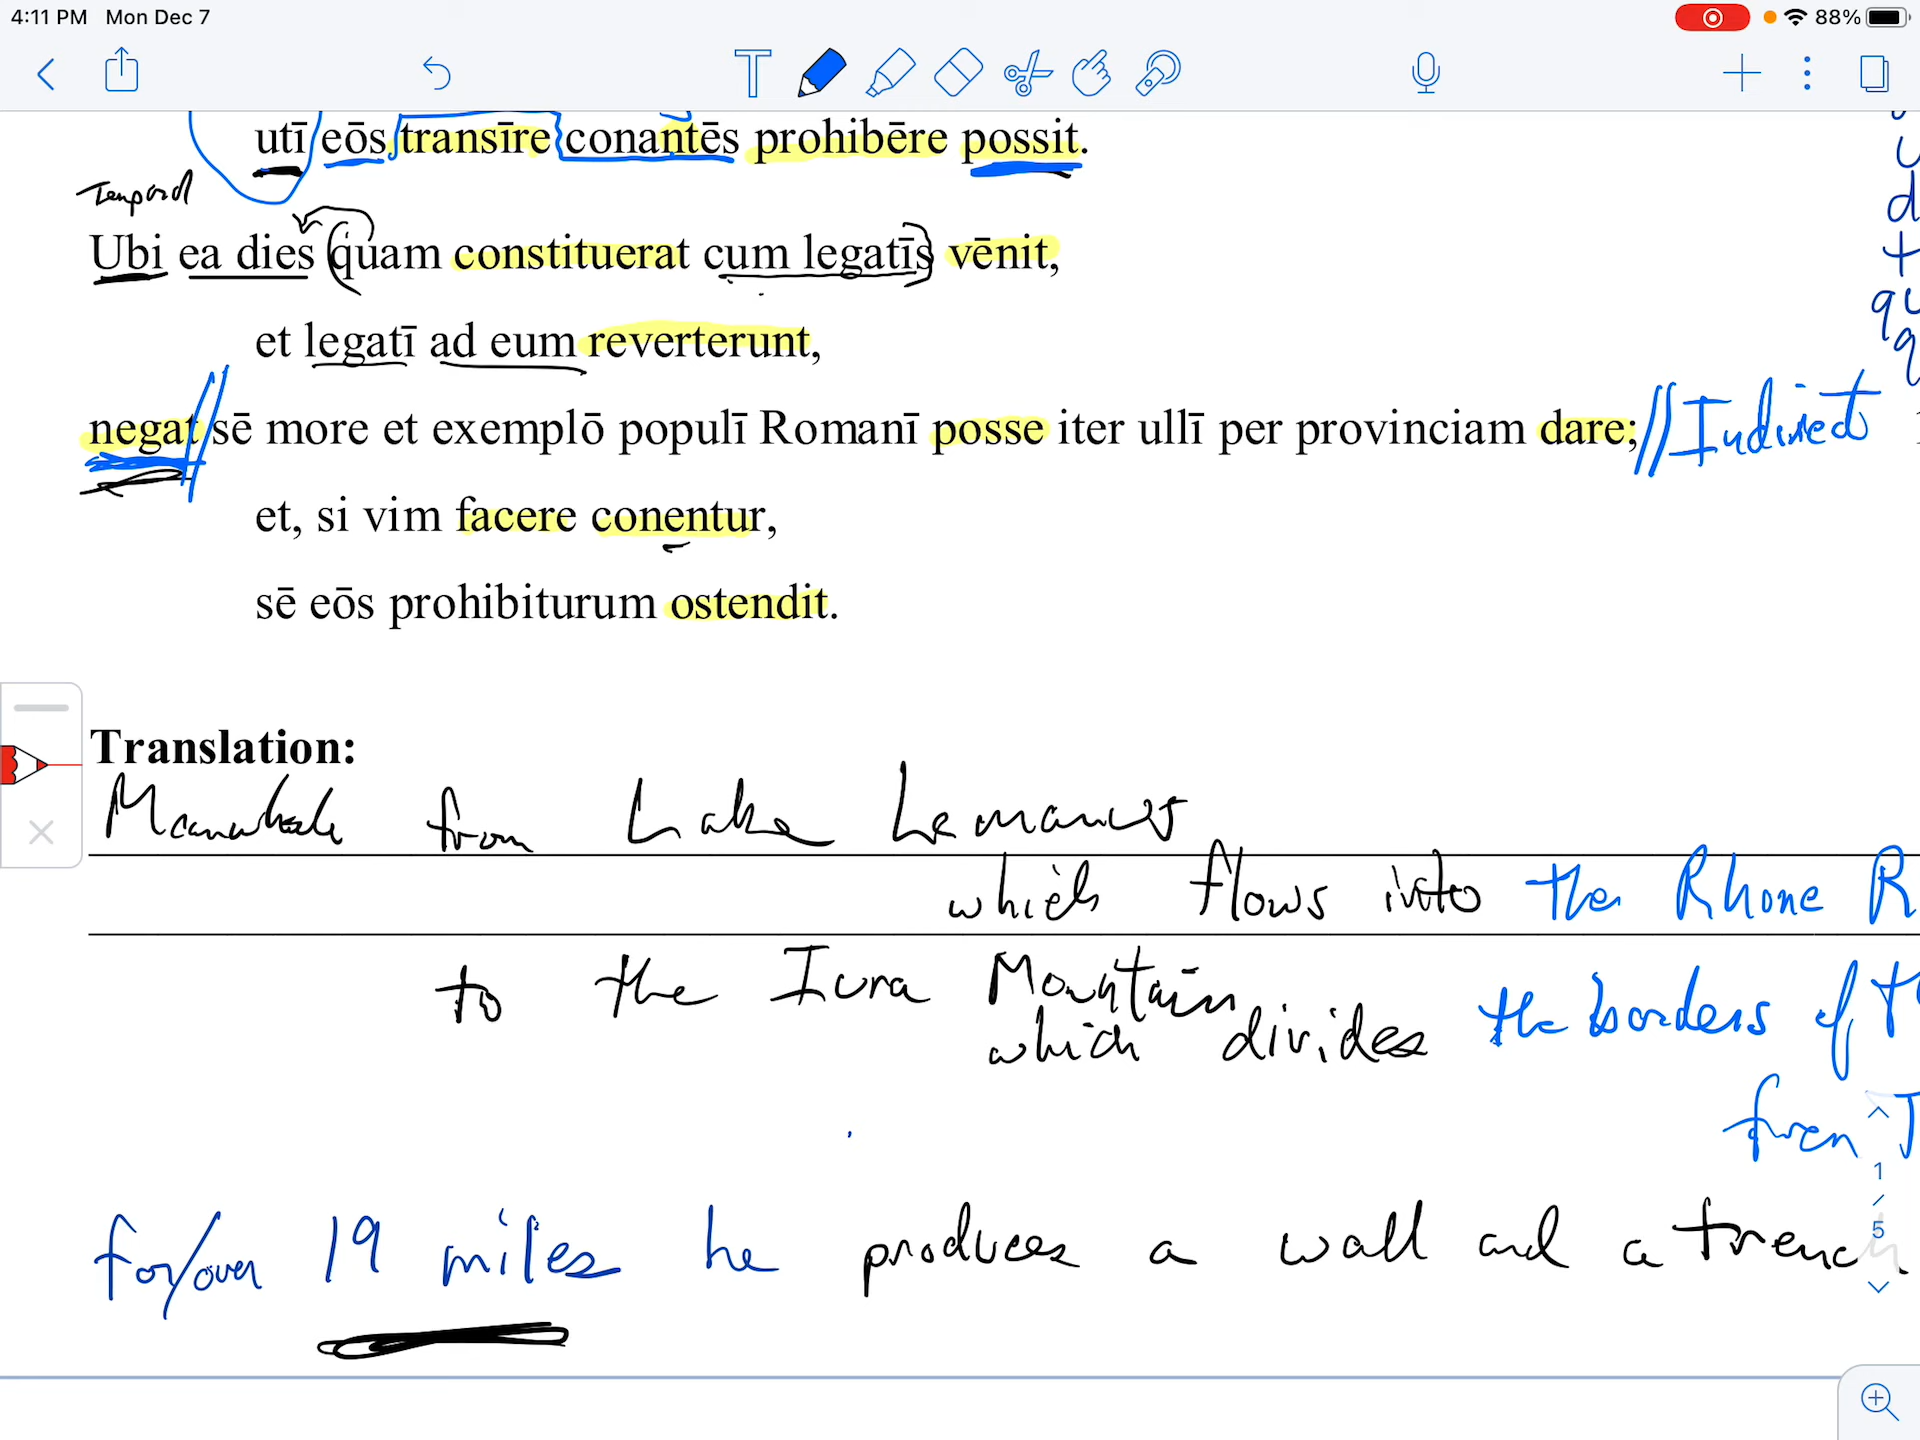 4:11 PM Mon Dec 7 88%
utī eōs transīre conantēs prohibēre possit.
Temporal
Ubi ea dies (quam constituerat cum legatīs) vēnit,
et legatī ad eum reverterunt,
negat // sē more et exemplō populī Romanī posse iter ullī per provinciam dare; // Indirect
et, si vim facere conentur,
sē eōs prohibiturum ostendit.
Translation:
Meanwhile from Lake Lemanus
which flows into the Rhone R
to the Iura Mountain
which divides the borders of th
from
for/over 19 miles he produces a wall and a trench
1
/
5